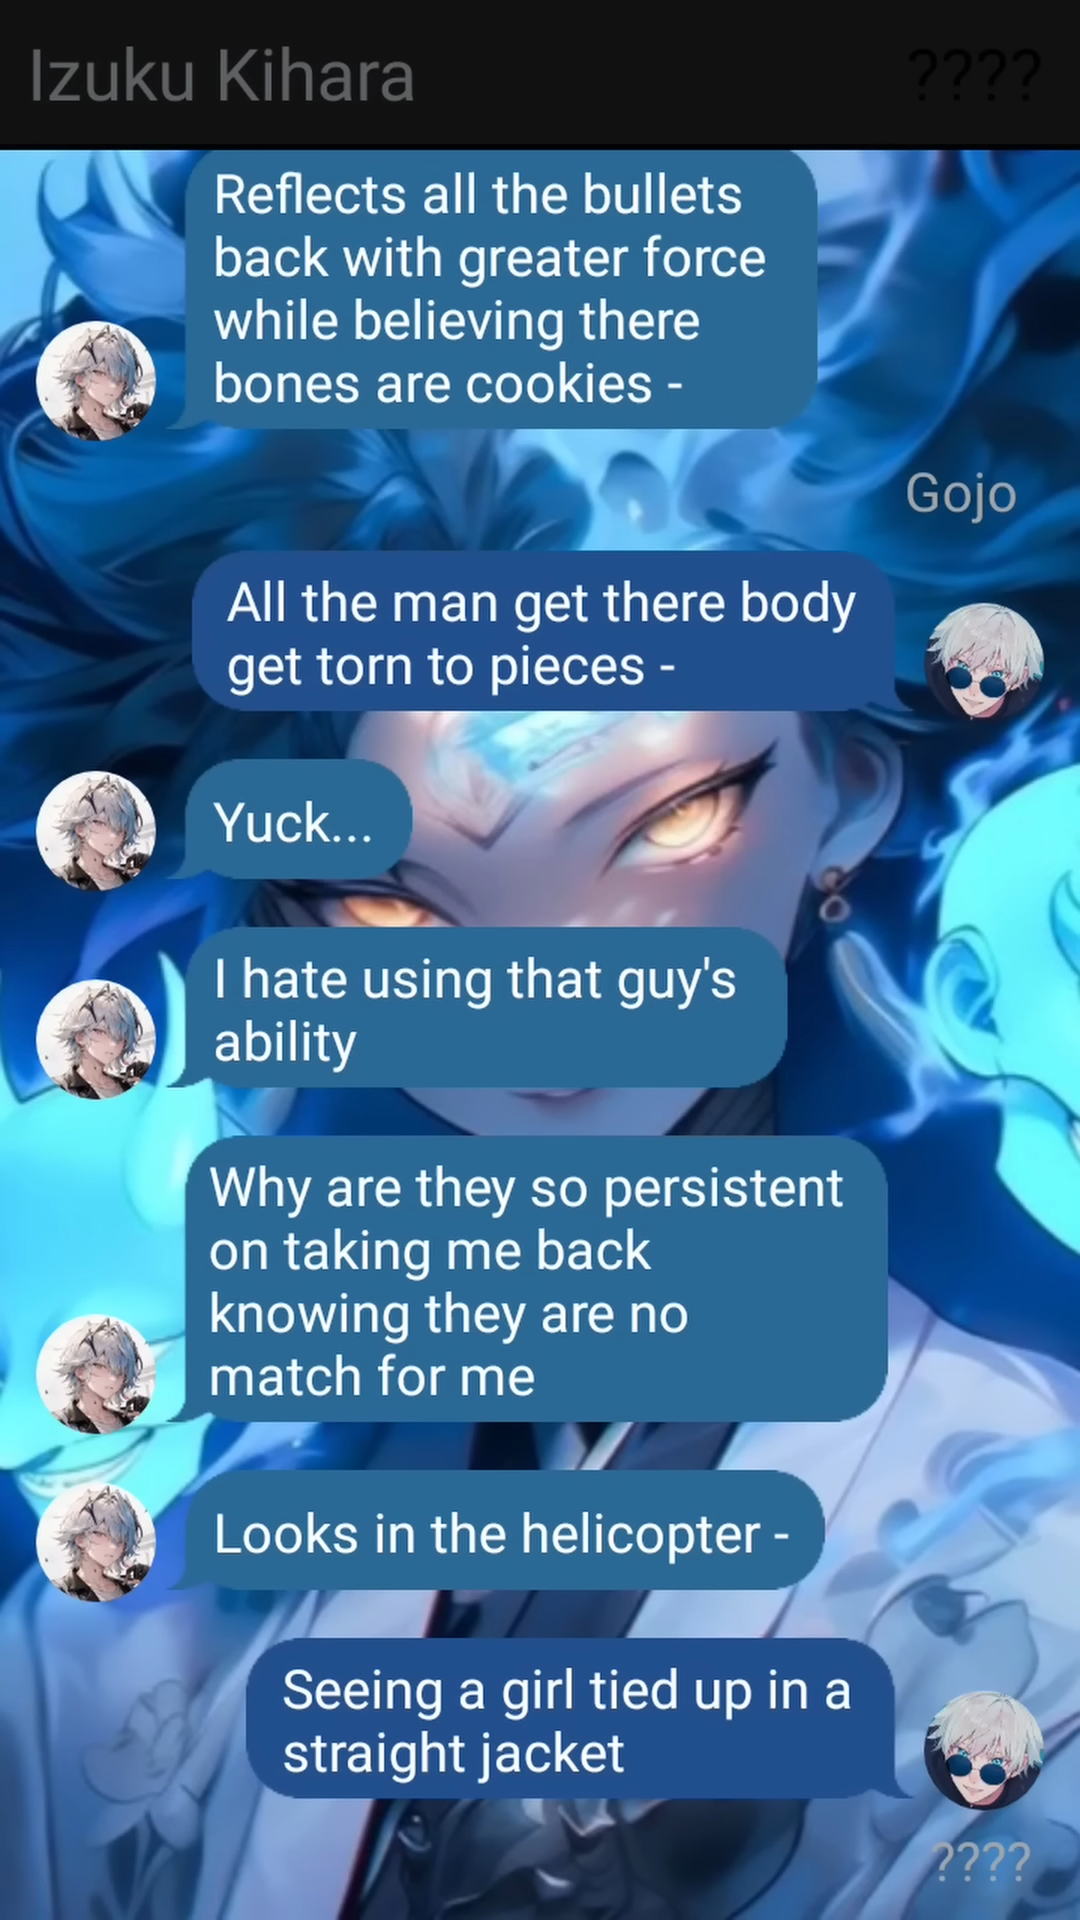 Izuku Kihara ????
Reflects all the bullets
back with greater force
while believing there
bones are cookies -
Gojo
All the man get there body
get torn to pieces -
Yuck...
I hate using that guy's
ability
Why are they so persistent
on taking me back
knowing they are no
match for me
Looks in the helicopter -
Seeing a girl tied up in a
straight jacket
????